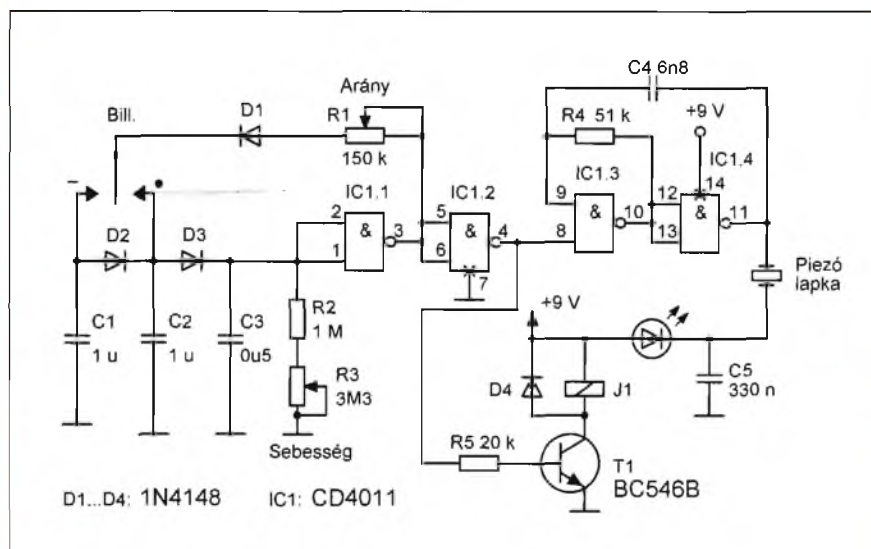 C4 6n8
Arány
Bill.
D1
R1
150 k
R4 51 k
+9 V
IC1.4
IC1.1
IC1.2
IC1.3
14
– •
D2
D3
2
1
&
3
5
6
&
4
7
9
8
&
10
12
13
&
11
Piezó
lapka
R2
1 M
+9 V
C1
1 u
C2
1 u
C3
0u5
R3
3M3
D4
J1
C5
330 n
Sebesség
R5 20 k
T1
BC546B
D1...D4: 1N4148
IC1: CD4011